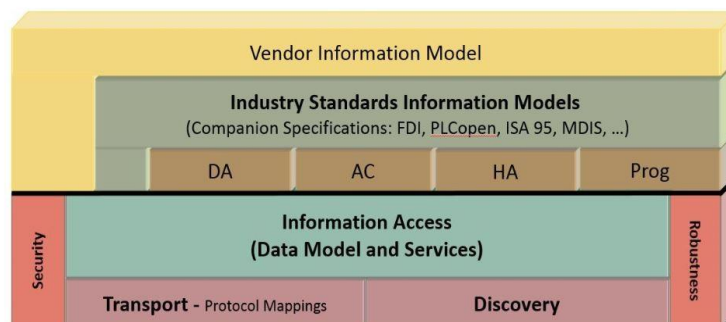 Vendor Information Model
Industry Standards Information Models
(Companion Specifications: FDI, PLCopen, ISA 95, MDIS, ...)
DA AC HA Prog
Security
Information Access
(Data Model and Services)
Robustness
Transport - Protocol Mappings
Discovery